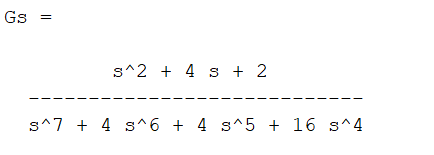 Gs =
s^2 + 4 s + 2
----------------------------
s^7 + 4 s^6 + 4 s^5 + 16 s^4